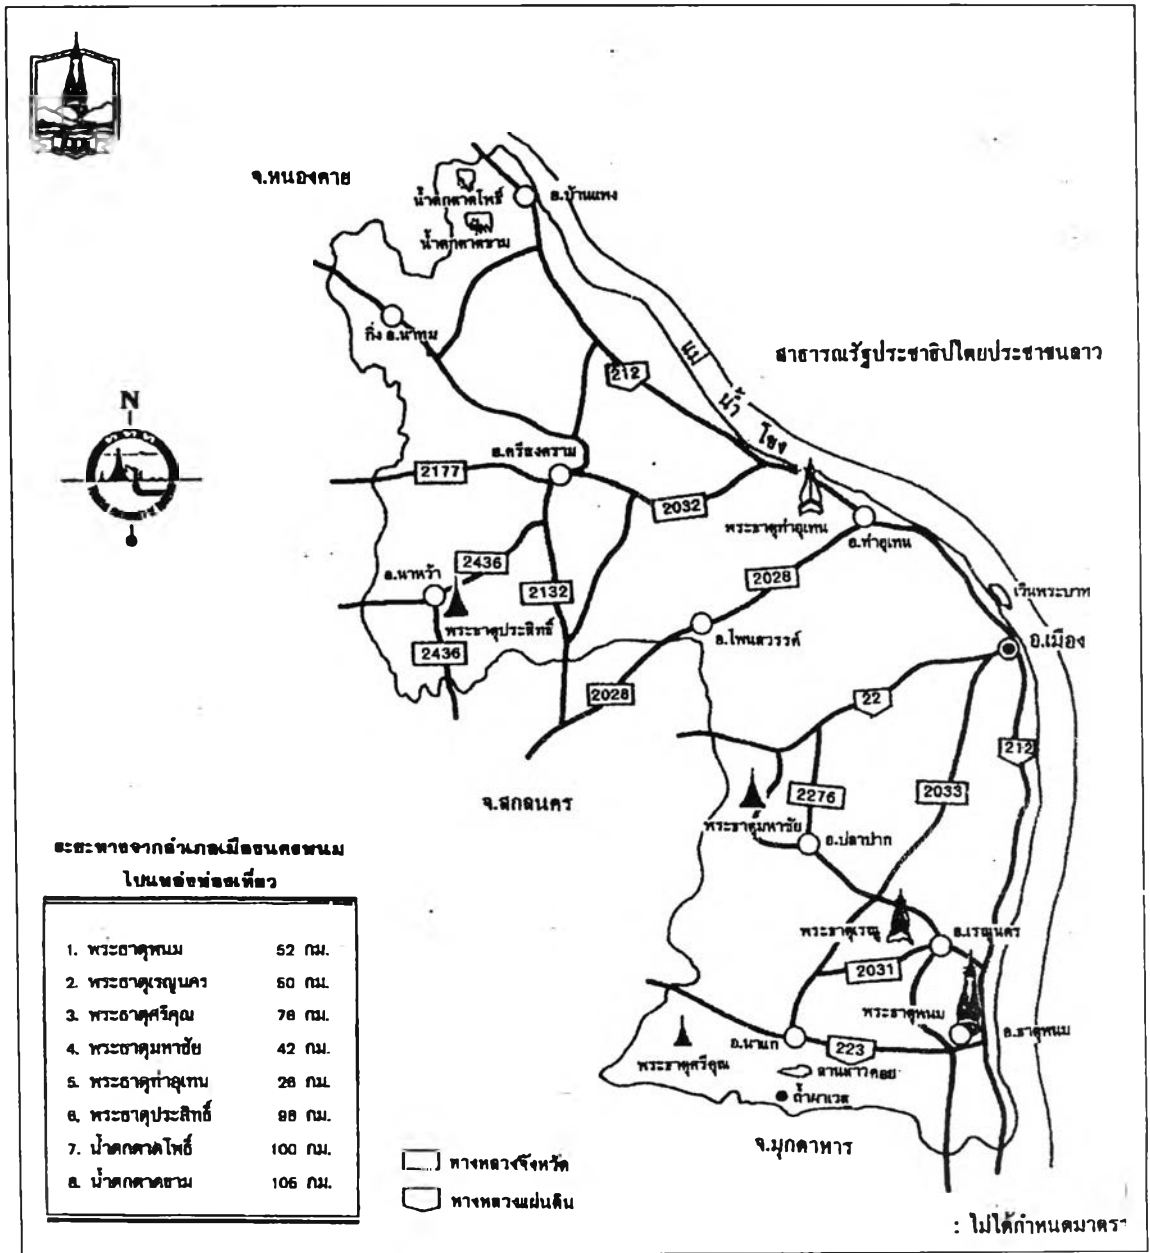 จ.หนองคาย
น้ำตกตาดโพธิ์
อ.บ้านแพง
น้ำตกตาดขาม
กิ่ง อ.นาทม
สาธารณรัฐประชาธิปไตยประชาชนลาว
แม่
น้ำ
โขง
212
N
อ.ศรีสงคราม
2177
2032
พระธาตุท่าอุเทน
อ.ท่าอุเทน
2436
อ.นาหว้า
2132
2028
เวินพระบาท
พระธาตุประสิทธิ์
อ.โพนสวรรค์
อ.เมือง
2436
2028
22
212
จ.สกลนคร
2276
2033
พระธาตุมหาชัย
อ.ปลาปาก
พระธาตุเรณู
อ.เรณูนคร
2031
พระธาตุพนม
อ.ธาตุพนม
พระธาตุศรีคุณ
อ.นาแก
223
ลานสาวคอย
ถ้ำผาเวส
จ.มุกดาหาร
ระยะทางจากอำเภอเมืองนครพนม
ไปแหล่งท่องเที่ยว
1. พระธาตุพนม 52 กม.
2. พระธาตุเรณูนคร 50 กม.
3. พระธาตุศรีคุณ 78 กม.
4. พระธาตุมหาชัย 42 กม.
5. พระธาตุท่าอุเทน 26 กม.
6. พระธาตุประสิทธิ์ 98 กม.
7. น้ำตกตาดโพธิ์ 100 กม.
8. น้ำตกตาดขาม 106 กม.
ทางหลวงจังหวัด
ทางหลวงแผ่นดิน
: ไม่ได้กำหนดมาตรา